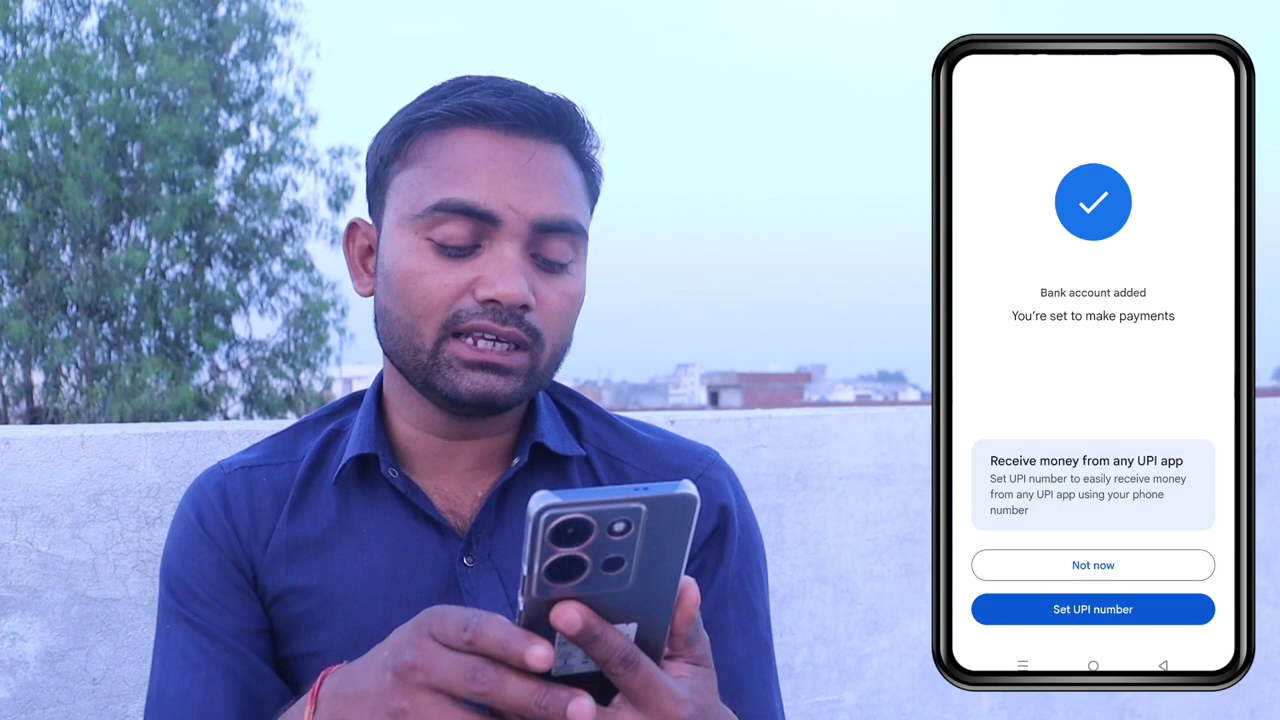 Bank account added
You’re set to make payments
Receive money from any UPI app
Set UPI number to easily receive money
from any UPI app using your phone
number
Not now
Set UPI number